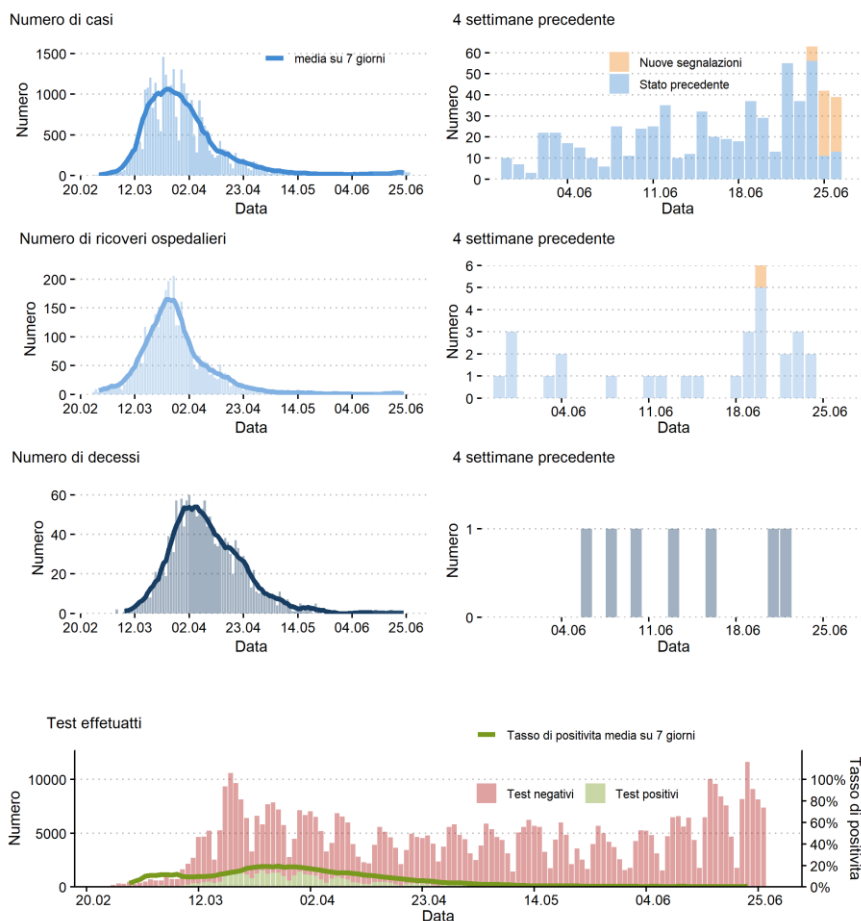 Numero di casi
4 settimane precedente
1500
1000
500
0
Numero
media su 7 giorni
20.02 12.03 02.04 23.04 14.05 04.06 25.06
Data
60
50
40
30
20
10
0
Numero
Nuove segnalazioni
Stato precedente
04.06 11.06 18.06 25.06
Data
Numero di ricoveri ospedalieri
4 settimane precedente
200
150
100
50
0
Numero
20.02 12.03 02.04 23.04 14.05 04.06 25.06
Data
6
5
4
3
2
1
0
Numero
04.06 11.06 18.06 25.06
Data
Numero di decessi
4 settimane precedente
60
40
20
0
Numero
20.02 12.03 02.04 23.04 14.05 04.06 25.06
Data
1
0
Numero
04.06 11.06 18.06 25.06
Data
Test effetuatti
Tasso di positivita media su 7 giorni
Test negativi Test positivi
10000
5000
0
Numero
100%
80%
60%
40%
20%
0%
Tasso di positività
20.02 12.03 02.04 23.04 14.05 04.06 25.06
Data